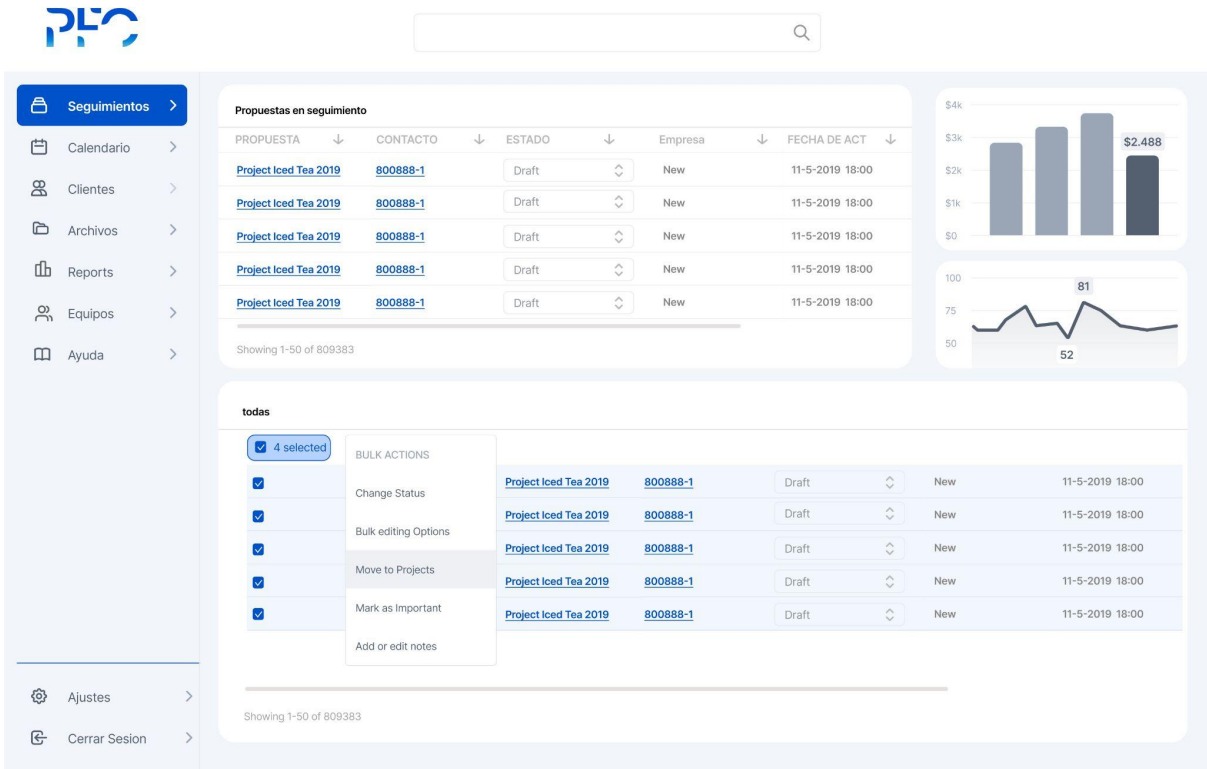 PFC
Seguimientos
Calendario
Clientes
Archivos
Reports
Equipos
Ayuda
Ajustes
Cerrar Sesion
Propuestas en seguimiento
PROPUESTA CONTACTO ESTADO Empresa FECHA DE ACT
Project Iced Tea 2019 800888-1 Draft New 11-5-2019 18:00
Project Iced Tea 2019 800888-1 Draft New 11-5-2019 18:00
Project Iced Tea 2019 800888-1 Draft New 11-5-2019 18:00
Project Iced Tea 2019 800888-1 Draft New 11-5-2019 18:00
Project Iced Tea 2019 800888-1 Draft New 11-5-2019 18:00
Showing 1-50 of 809383
$4k
$3k
$2.488
$2k
$1k
$0
100
81
75
50
52
todas
4 selected
BULK ACTIONS
Change Status
Bulk editing Options
Move to Projects
Mark as Important
Add or edit notes
Project Iced Tea 2019 800888-1 Draft New 11-5-2019 18:00
Project Iced Tea 2019 800888-1 Draft New 11-5-2019 18:00
Project Iced Tea 2019 800888-1 Draft New 11-5-2019 18:00
Project Iced Tea 2019 800888-1 Draft New 11-5-2019 18:00
Project Iced Tea 2019 800888-1 Draft New 11-5-2019 18:00
Showing 1-50 of 809383